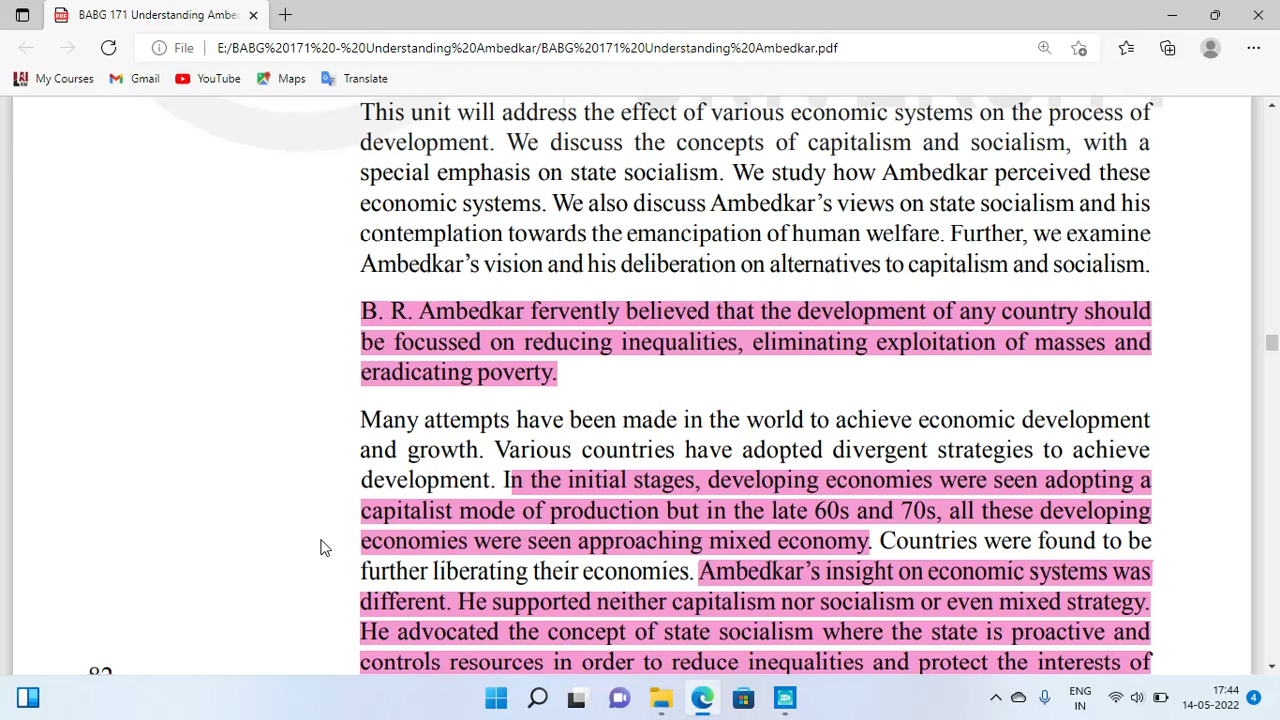 BABG 171 Understanding Ambed
File E:/BABG%20171%20-%20Understanding%20Ambedkar/BABG%20171%20Understanding%20Ambedkar.pdf
My Courses Gmail YouTube Maps Translate
This unit will address the effect of various economic systems on the process of
development. We discuss the concepts of capitalism and socialism, with a
special emphasis on state socialism. We study how Ambedkar perceived these
economic systems. We also discuss Ambedkar's views on state socialism and his
contemplation towards the emancipation of human welfare. Further, we examine
Ambedkar's vision and his deliberation on alternatives to capitalism and socialism.
B. R. Ambedkar fervently believed that the development of any country should
be focussed on reducing inequalities, eliminating exploitation of masses and
eradicating poverty.
Many attempts have been made in the world to achieve economic development
and growth. Various countries have adopted divergent strategies to achieve
development. In the initial stages, developing economies were seen adopting a
capitalist mode of production but in the late 60s and 70s, all these developing
economies were seen approaching mixed economy. Countries were found to be
further liberating their economies. Ambedkar's insight on economic systems was
different. He supported neither capitalism nor socialism or even mixed strategy.
He advocated the concept of state socialism where the state is proactive and
controls resources in order to reduce inequalities and protect the interests of
ENG
IN
17:44
14-05-2022
4